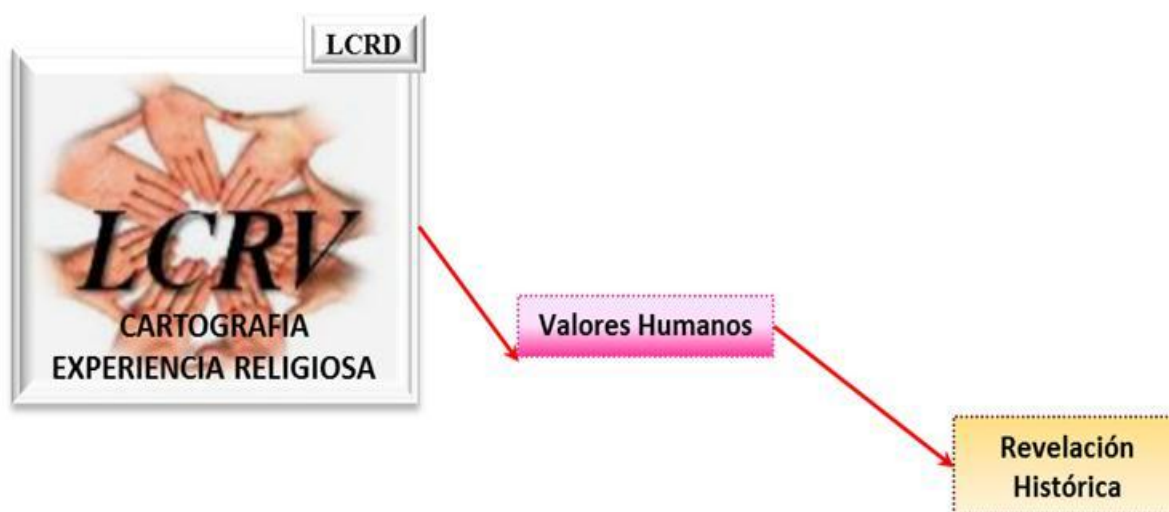 LCRD
LCRV
CARTOGRAFIA
EXPERIENCIA RELIGIOSA
Valores Humanos
Revelación
Histórica